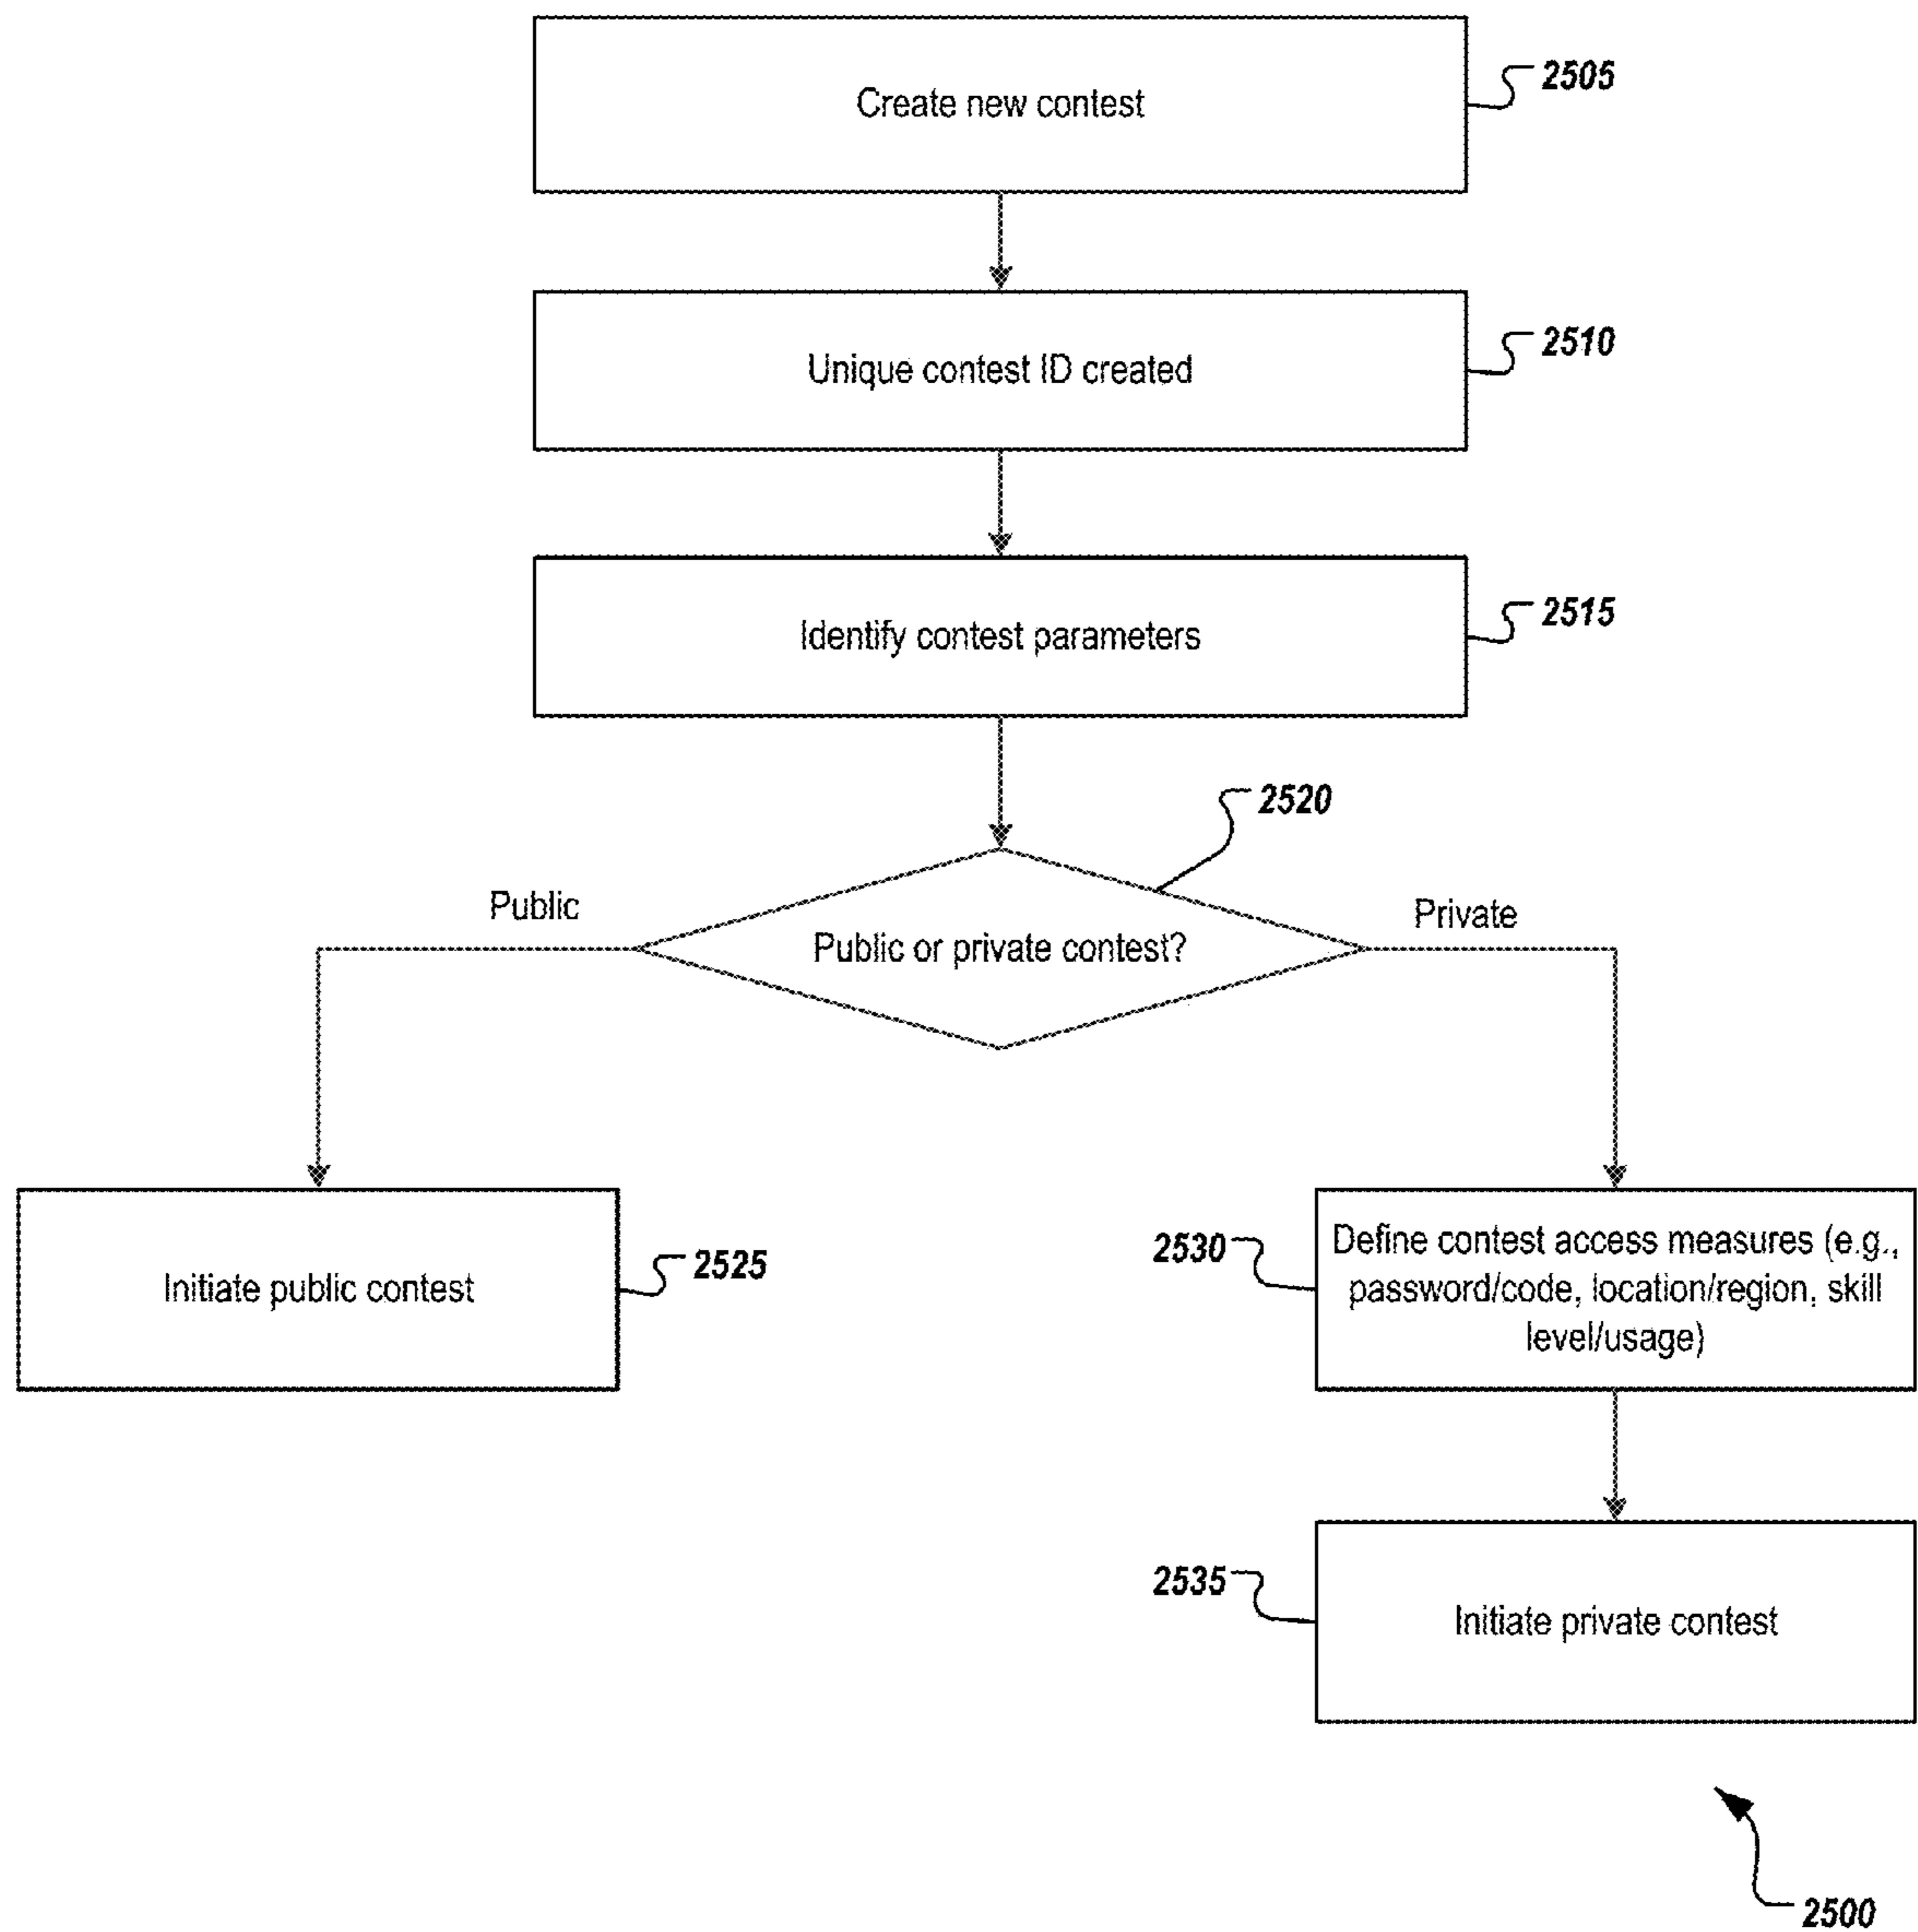 Create new contest
2505
Unique contest ID created
2510
Identify contest parameters
2515
2520
Public
Private
Public or private contest?
Initiate public contest
2525
2530
Define contest access measures (e.g.,
password/code, location/region, skill
level/usage)
2535
Initiate private contest
2500